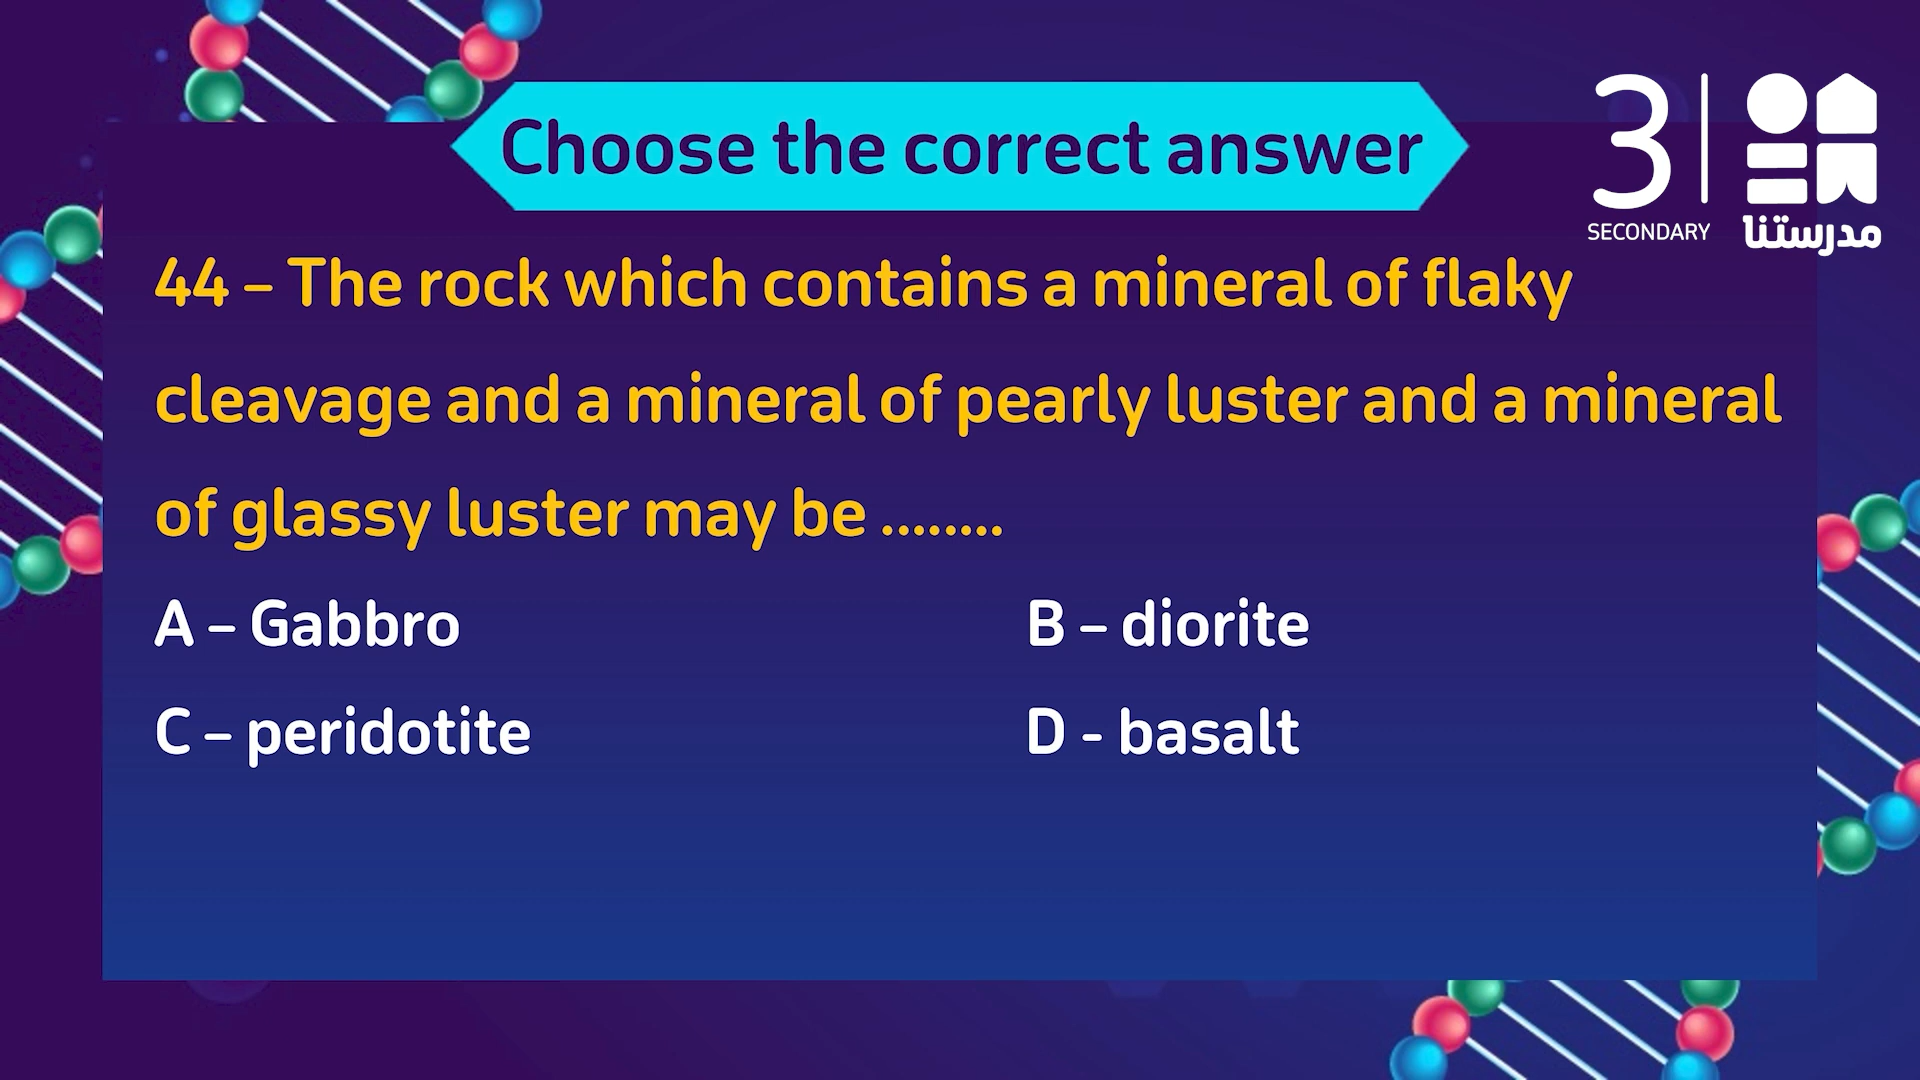 Choose the correct answer
3
SECONDARY
مدرستنا
44 – The rock which contains a mineral of flaky
cleavage and a mineral of pearly luster and a mineral
of glassy luster may be ........
A – Gabbro
B – diorite
C – peridotite
D - basalt